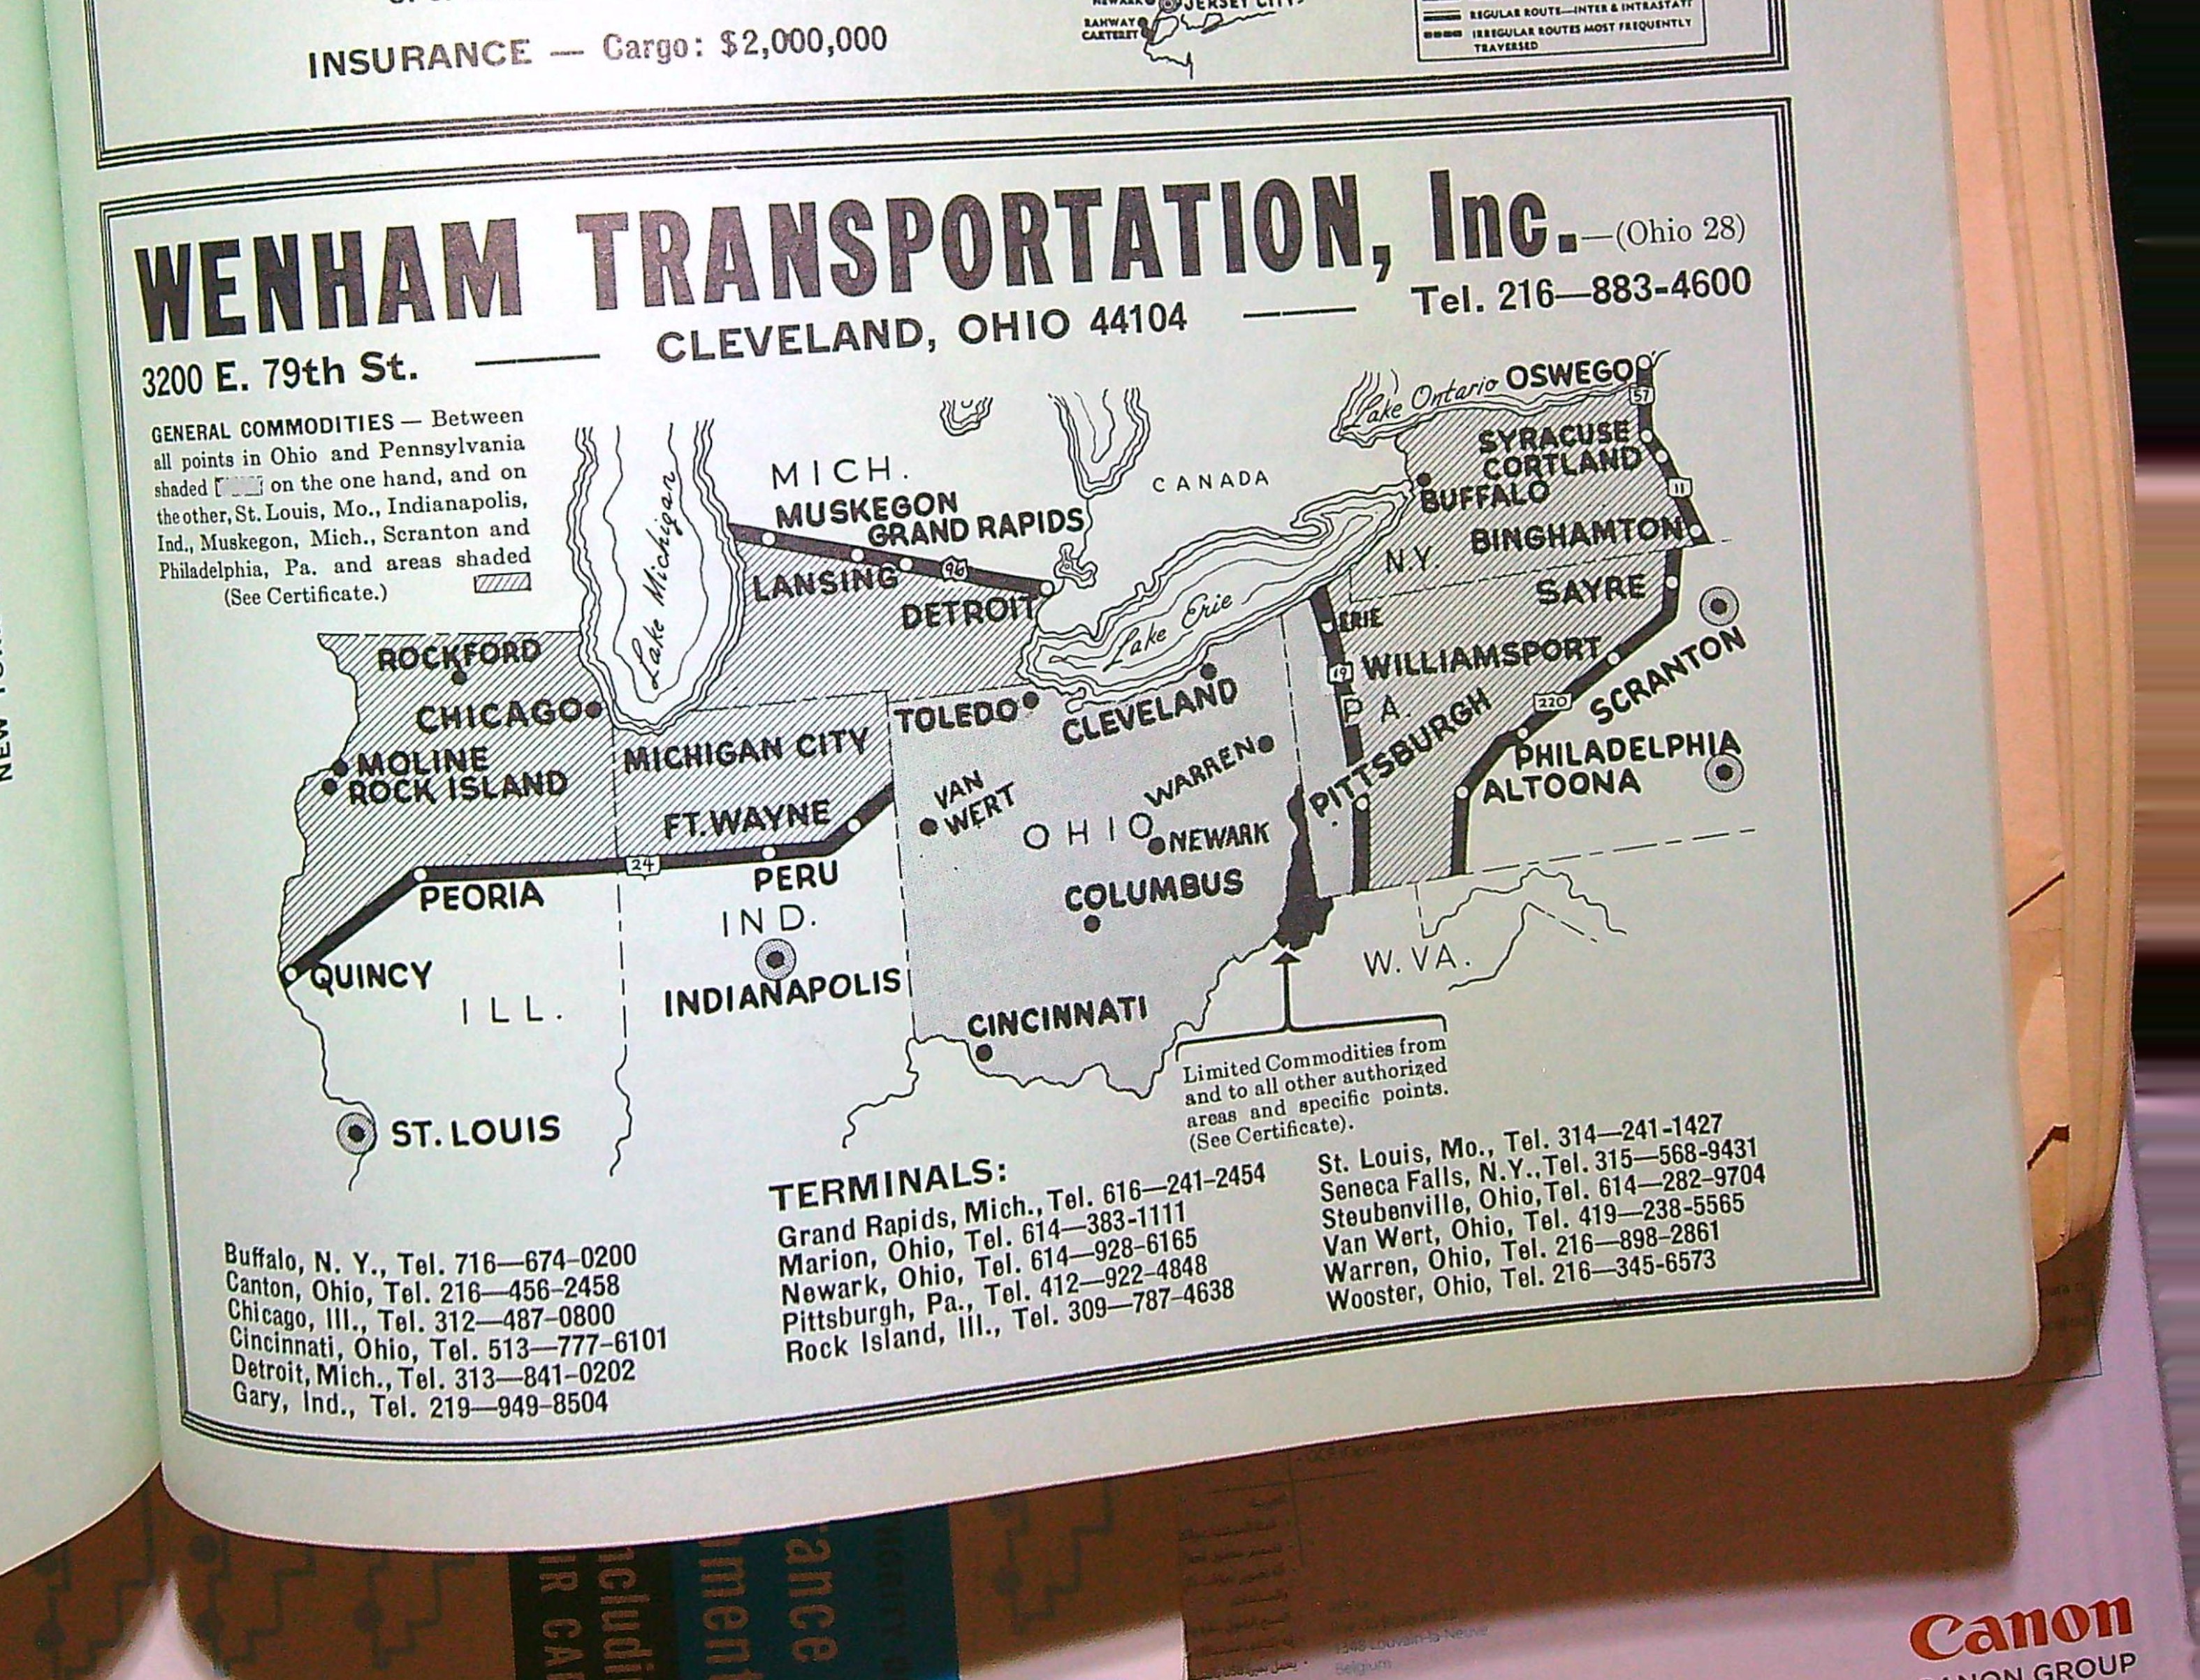 INSURANCE — Cargo: $2,000,000
JERSEY CITY
RAHWAY
CARTERET
REGULAR ROUTE—INTER & INTRASTATE
IRREGULAR ROUTES MOST FREQUENTLY
TRAVERSED
WENHAM TRANSPORTATION, Inc.—(Ohio 28)
3200 E. 79th St. —— CLEVELAND, OHIO 44104 —— Tel. 216—883-4600
GENERAL COMMODITIES — Between
all points in Ohio and Pennsylvania
shaded on the one hand, and on
the other, St. Louis, Mo., Indianapolis,
Ind., Muskegon, Mich., Scranton and
Philadelphia, Pa. and areas shaded
(See Certificate.)
Lake Michigan
MICH.
MUSKEGON
GRAND RAPIDS
LANSING
96
DETROIT
CANADA
Lake Ontario
OSWEGO
57
SYRACUSE
CORTLAND
11
BUFFALO
BINGHAMTON
N.Y.
SAYRE
Lake Erie
ERIE
19
WILLIAMSPORT
PA.
220
SCRANTON
PITTSBURGH
PHILADELPHIA
ALTOONA
ROCKFORD
CHICAGO
MOLINE
ROCK ISLAND
MICHIGAN CITY
FT. WAYNE
24
PEORIA
PERU
IND.
QUINCY
ILL.
INDIANAPOLIS
ST. LOUIS
TOLEDO
CLEVELAND
VAN
WERT
WARREN
OHIO
NEWARK
COLUMBUS
CINCINNATI
W. VA.
Limited Commodities from
and to all other authorized
areas and specific points.
(See Certificate).
TERMINALS:
Buffalo, N. Y., Tel. 716—674-0200
Canton, Ohio, Tel. 216—456-2458
Chicago, Ill., Tel. 312—487-0800
Cincinnati, Ohio, Tel. 513—777-6101
Detroit, Mich., Tel. 313—841-0202
Gary, Ind., Tel. 219—949-8504
Grand Rapids, Mich., Tel. 616—241-2454
Marion, Ohio, Tel. 614—383-1111
Newark, Ohio, Tel. 614—928-6165
Pittsburgh, Pa., Tel. 412—922-4848
Rock Island, Ill., Tel. 309—787-4638
St. Louis, Mo., Tel. 314—241-1427
Seneca Falls, N.Y., Tel. 315—568-9431
Steubenville, Ohio, Tel. 614—282-9704
Van Wert, Ohio, Tel. 419—238-5565
Warren, Ohio, Tel. 216—898-2861
Wooster, Ohio, Tel. 216—345-6573
Canon
GROUP
Belgium